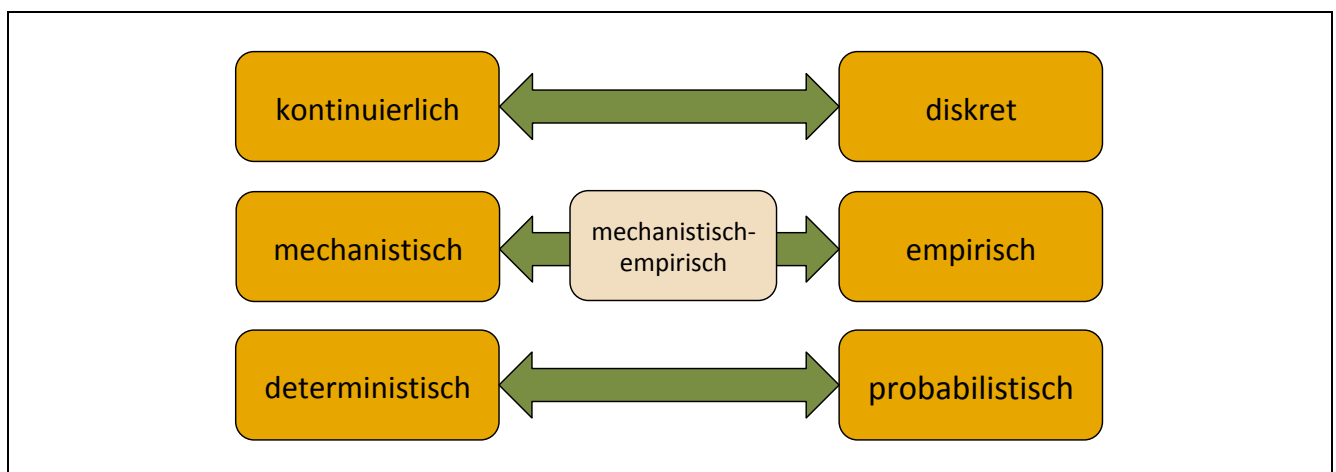 kontinuierlich
diskret
mechanistisch
mechanistisch-
empirisch
empirisch
deterministisch
probabilistisch